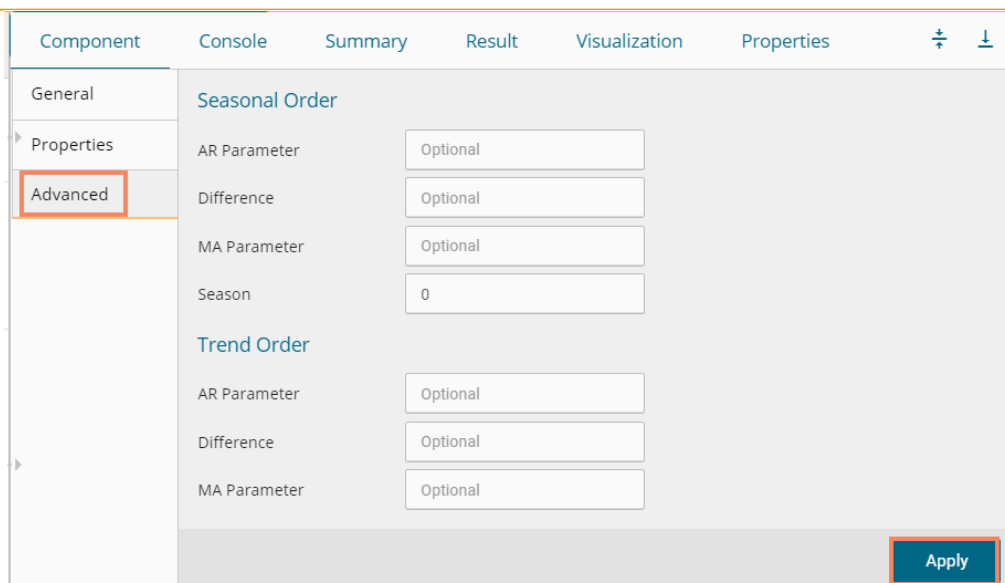 Component Console Summary Result Visualization Properties
General
Properties
Advanced
Seasonal Order
AR Parameter Optional
Difference Optional
MA Parameter Optional
Season 0
Trend Order
AR Parameter Optional
Difference Optional
MA Parameter Optional
Apply